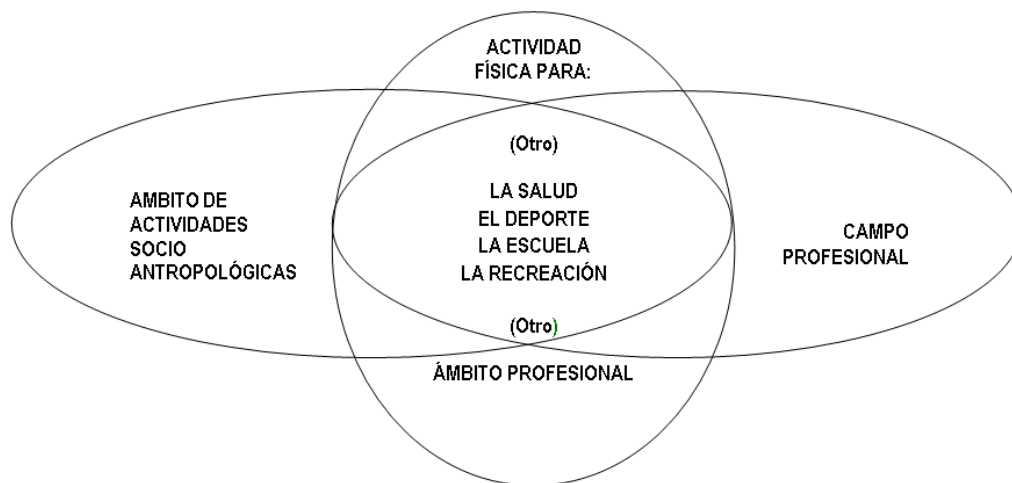 ACTIVIDAD
FÍSICA PARA:
(Otro)
AMBITO DE
ACTIVIDADES
SOCIO
ANTROPOLÓGICAS
LA SALUD
EL DEPORTE
LA ESCUELA
LA RECREACIÓN
CAMPO
PROFESIONAL
(Otro)
ÁMBITO PROFESIONAL